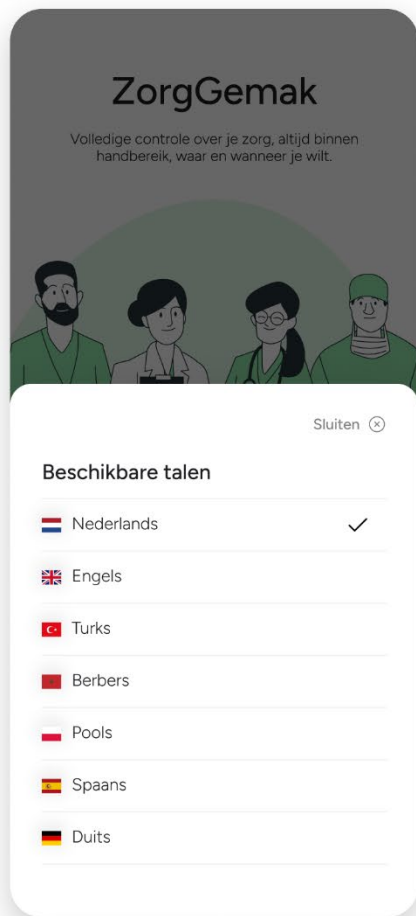 ZorgGemak
Volledige controle over je zorg, altijd binnen
handbereik, waar en wanneer je wilt.
Sluiten
Beschikbare talen
Nederlands
Engels
Turks
Berbers
Pools
Spaans
Duits